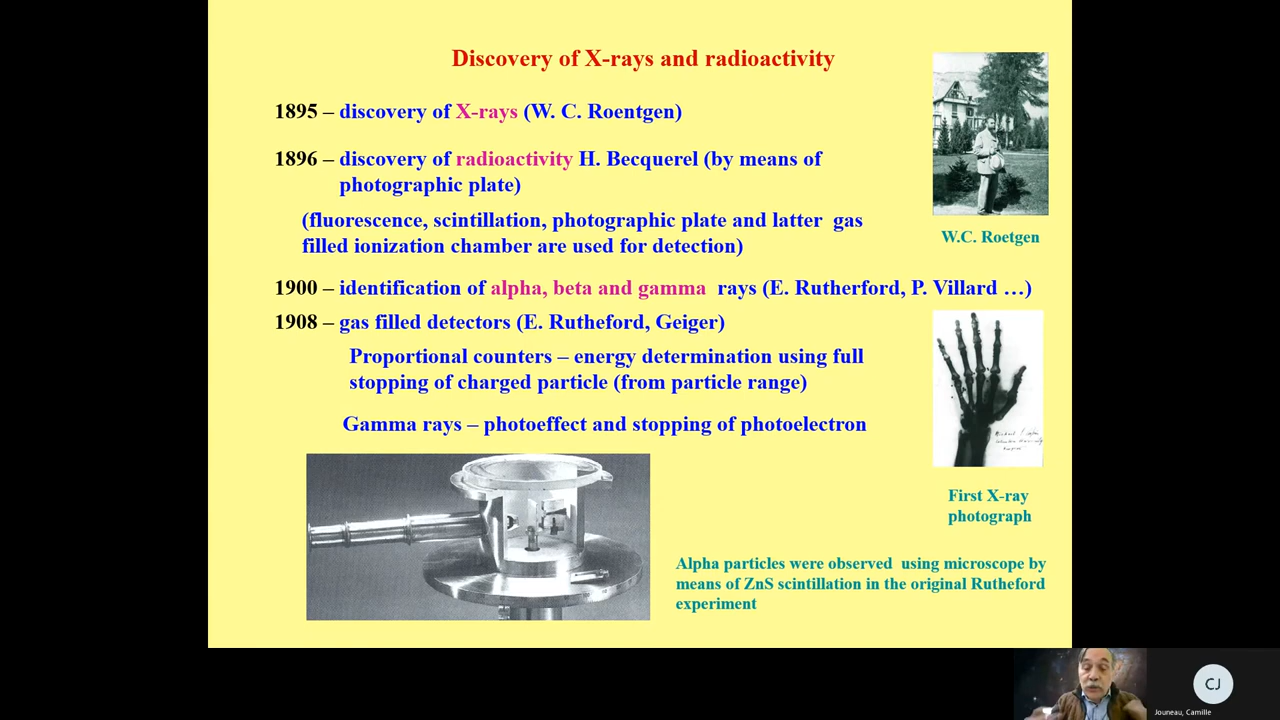 Discovery of X-rays and radioactivity
1895 – discovery of X-rays (W. C. Roentgen)
1896 – discovery of radioactivity H. Becquerel (by means of
photographic plate)
(fluorescence, scintillation, photographic plate and latter gas
filled ionization chamber are used for detection)
W.C. Roetgen
1900 – identification of alpha, beta and gamma rays (E. Rutherford, P. Villard …)
1908 – gas filled detectors (E. Rutheford, Geiger)
Proportional counters – energy determination using full
stopping of charged particle (from particle range)
Gamma rays – photoeffect and stopping of photoelectron
First X-ray
photograph
Alpha particles were observed using microscope by
means of ZnS scintillation in the original Rutheford
experiment
CJ
Jouneau, Camille